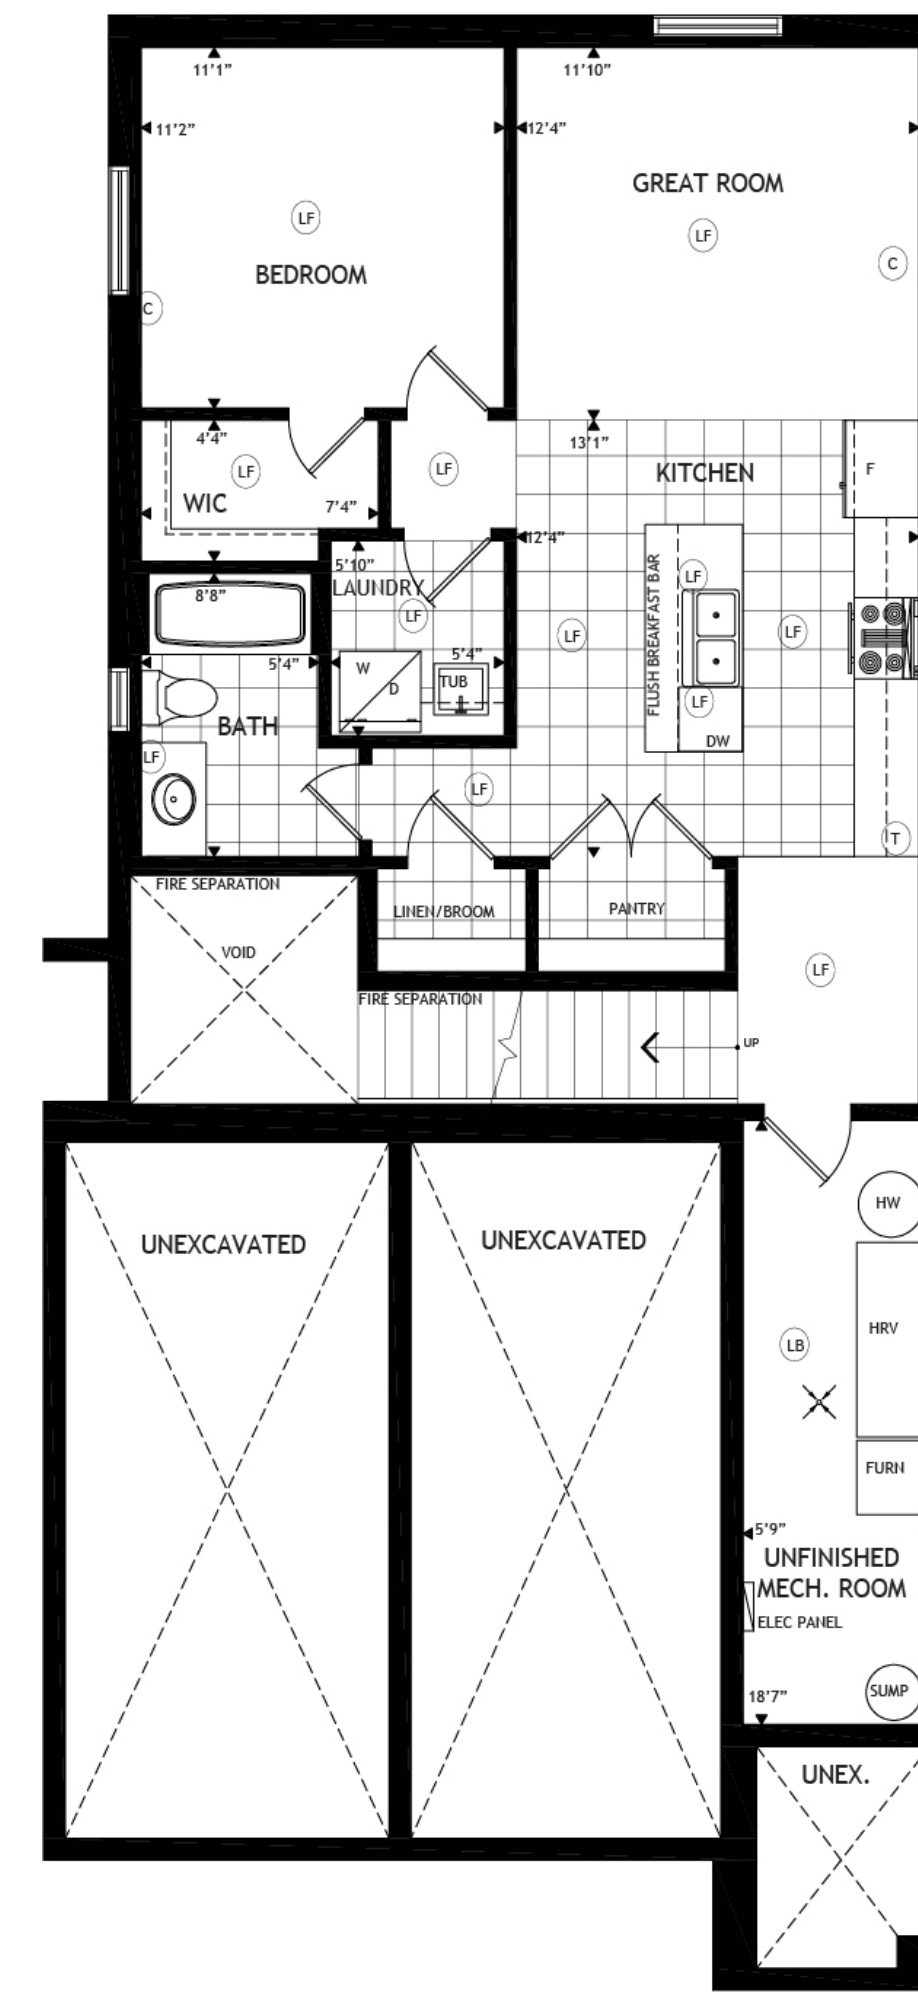 11'1"
11'10"
11'2"
12'4"
GREAT ROOM
LF
LF
C
BEDROOM
C
4'4"
13'1"
LF
LF
KITCHEN
F
WIC
7'4"
12'4"
5'10"
LAUNDRY
8'8"
LF
LF
FLUSH BREAKFAST BAR
LF
LF
5'4"
5'4"
W
D
TUB
LF
BATH
DW
LF
LF
T
FIRE SEPARATION
LINEN/BROOM
PANTRY
VOID
LF
FIRE SEPARATION
UP
HW
UNEXCAVATED
UNEXCAVATED
HRV
LB
FURN
5'9"
UNFINISHED
MECH. ROOM
ELEC PANEL
SUMP
18'7"
UNEX.